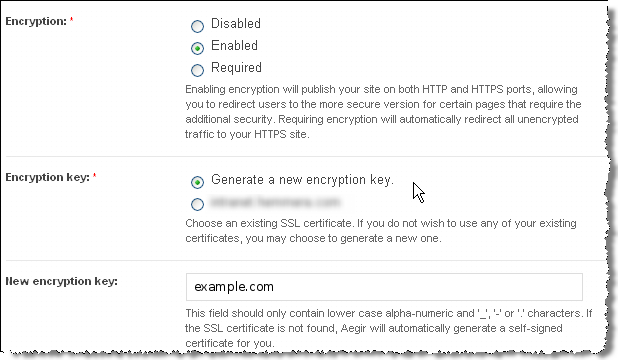 Encryption: *
Disabled
Enabled
Required
Enabling encryption will publish your site on both HTTP and HTTPS ports, allowing
you to redirect users to the more secure version for certain pages that require the
additional security. Requiring encryption will automatically redirect all unencrypted
traffic to your HTTPS site.
Encryption key: *
Generate a new encryption key.
Choose an existing SSL certificate. If you do not wish to use any of your existing
certificates, you may choose to generate a new one.
New encryption key:
example.com
This field should only contain lower case alpha-numeric and '_', '-' or '.' characters. If
the SSL certificate is not found, Aegir will automatically generate a self-signed
certificate for you.